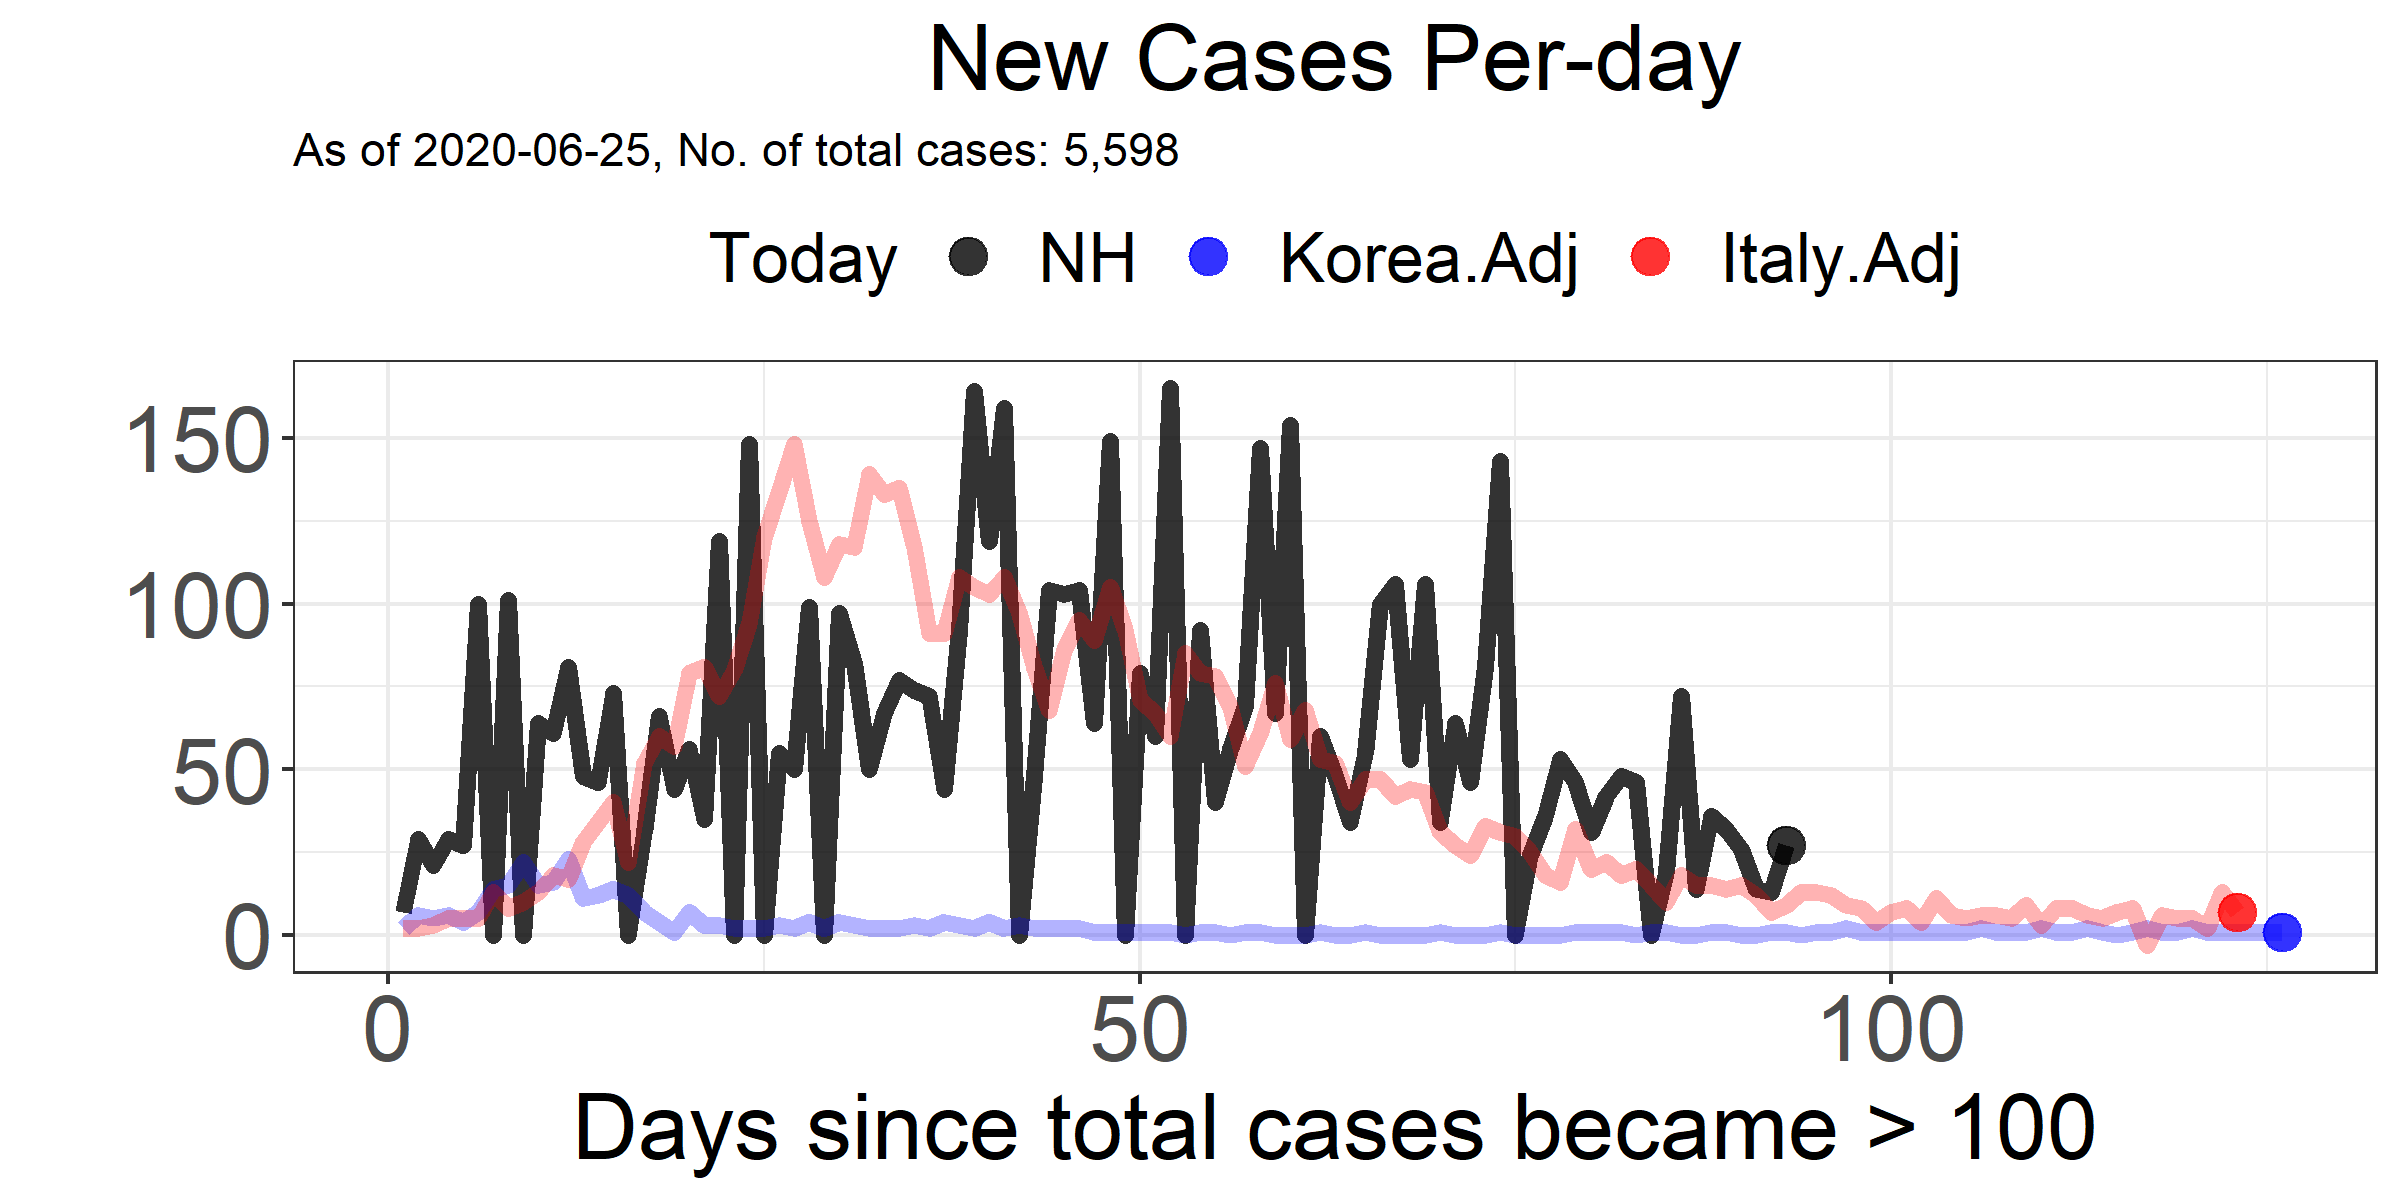 New Cases Per-day
As of 2020-06-25, No. of total cases: 5,598
Today NH Korea.Adj Italy.Adj
150
100
50
0
0 50 100
Days since total cases became > 100